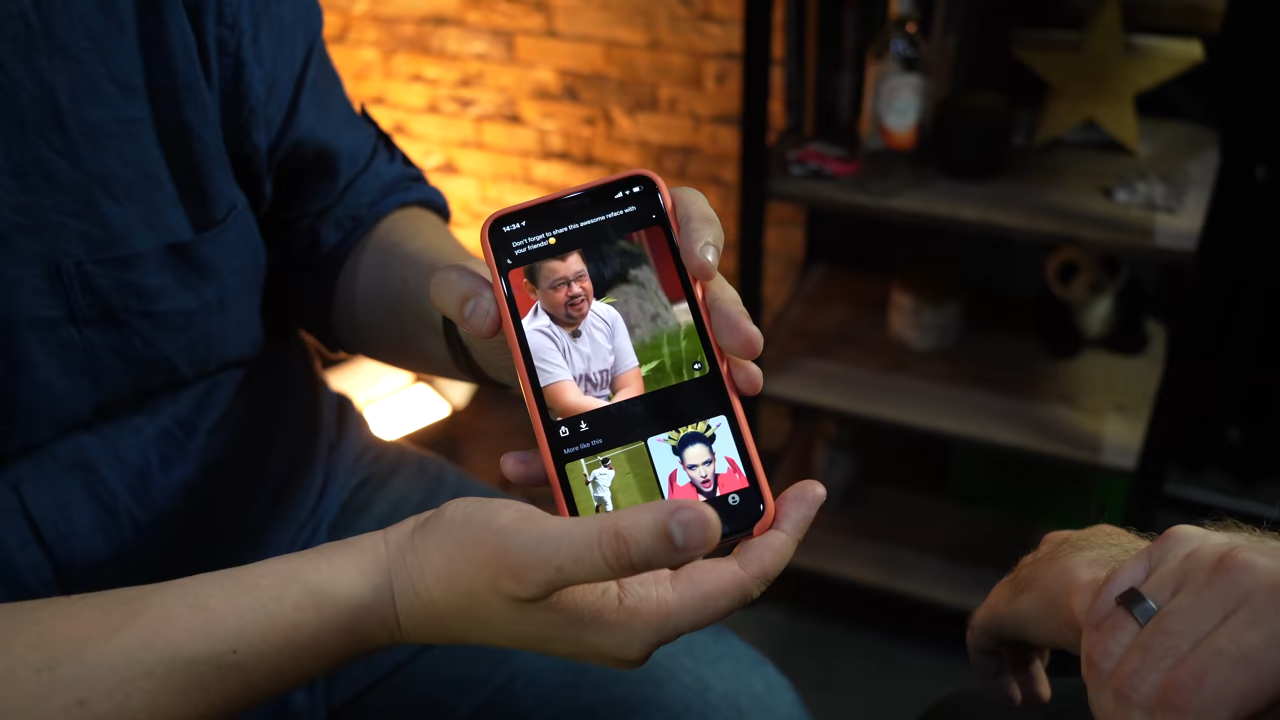 14:34
Don't forget to share this awesome reface with
your friends!😊
More like this